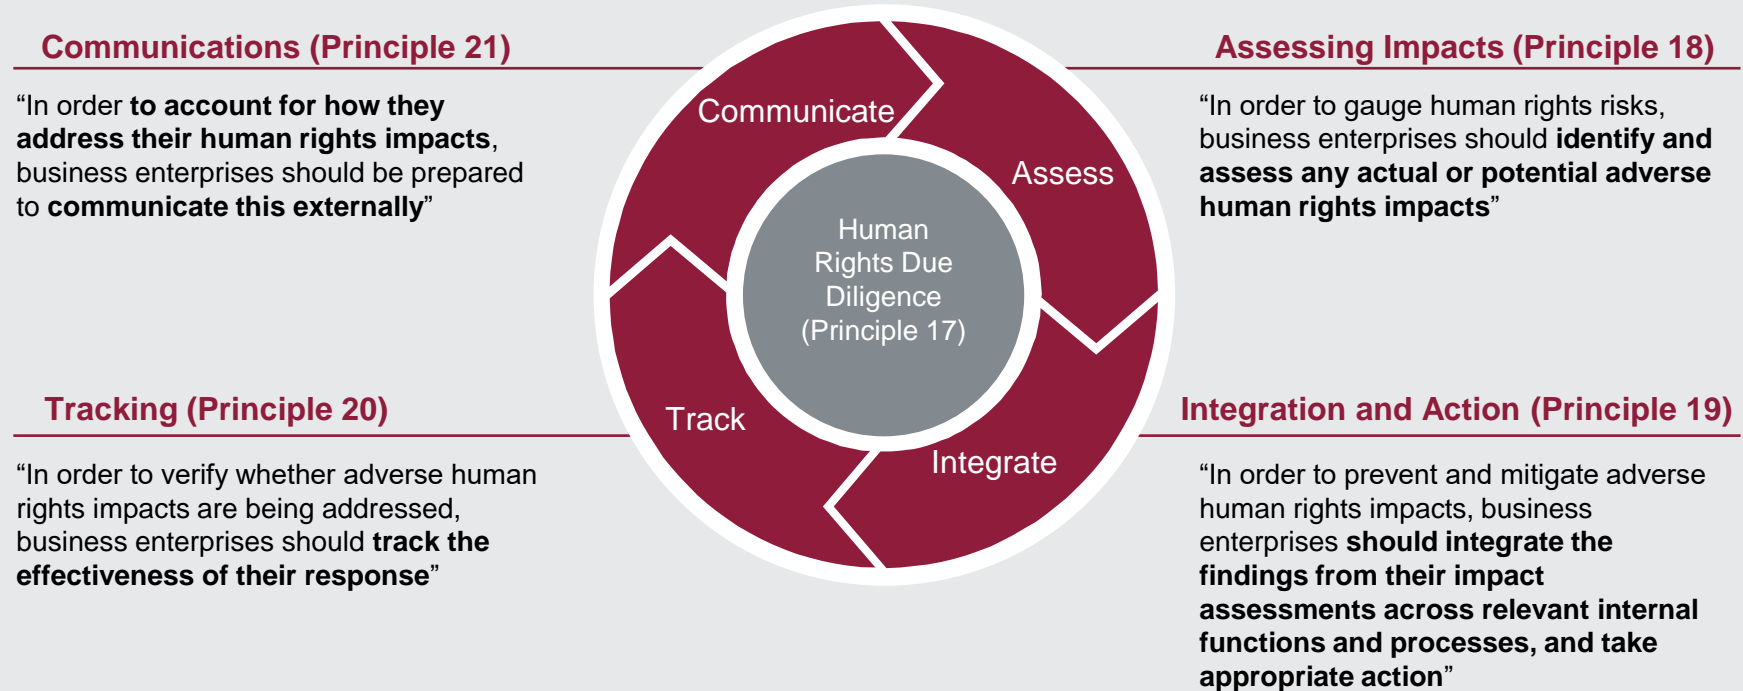 Communications (Principle 21)
“In order to account for how they
address their human rights impacts,
business enterprises should be prepared
to communicate this externally”
Assessing Impacts (Principle 18)
“In order to gauge human rights risks,
business enterprises should identify and
assess any actual or potential adverse
human rights impacts”
Communicate
Assess
Human
Rights Due
Diligence
(Principle 17)
Track
Integrate
Tracking (Principle 20)
“In order to verify whether adverse human
rights impacts are being addressed,
business enterprises should track the
effectiveness of their response”
Integration and Action (Principle 19)
“In order to prevent and mitigate adverse
human rights impacts, business
enterprises should integrate the
findings from their impact
assessments across relevant internal
functions and processes, and take
appropriate action”